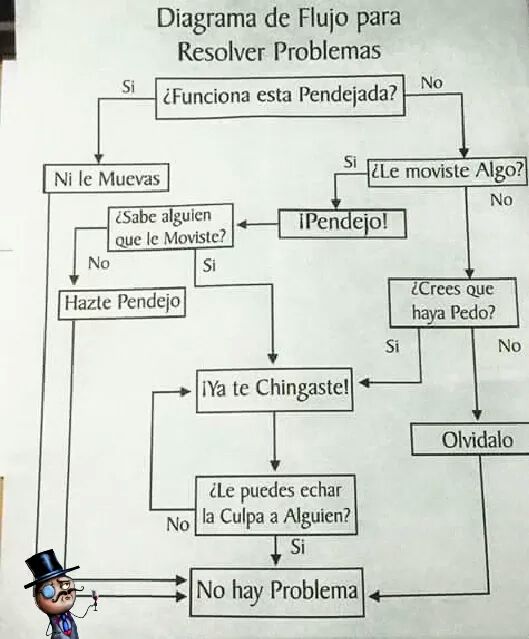 Diagrama de Flujo para
Resolver Problemas
Si
¿Funciona esta Pendejada?
No
Si
¿Le moviste Algo?
Ni le Muevas
No
¿Sabe alguien
que le Moviste?
¡Pendejo!
No
Si
¿Crees que
haya Pedo?
Hazte Pendejo
Si
No
¡Ya te Chingaste!
Olvidalo
¿Le puedes echar
la Culpa a Alguien?
No
Si
No hay Problema